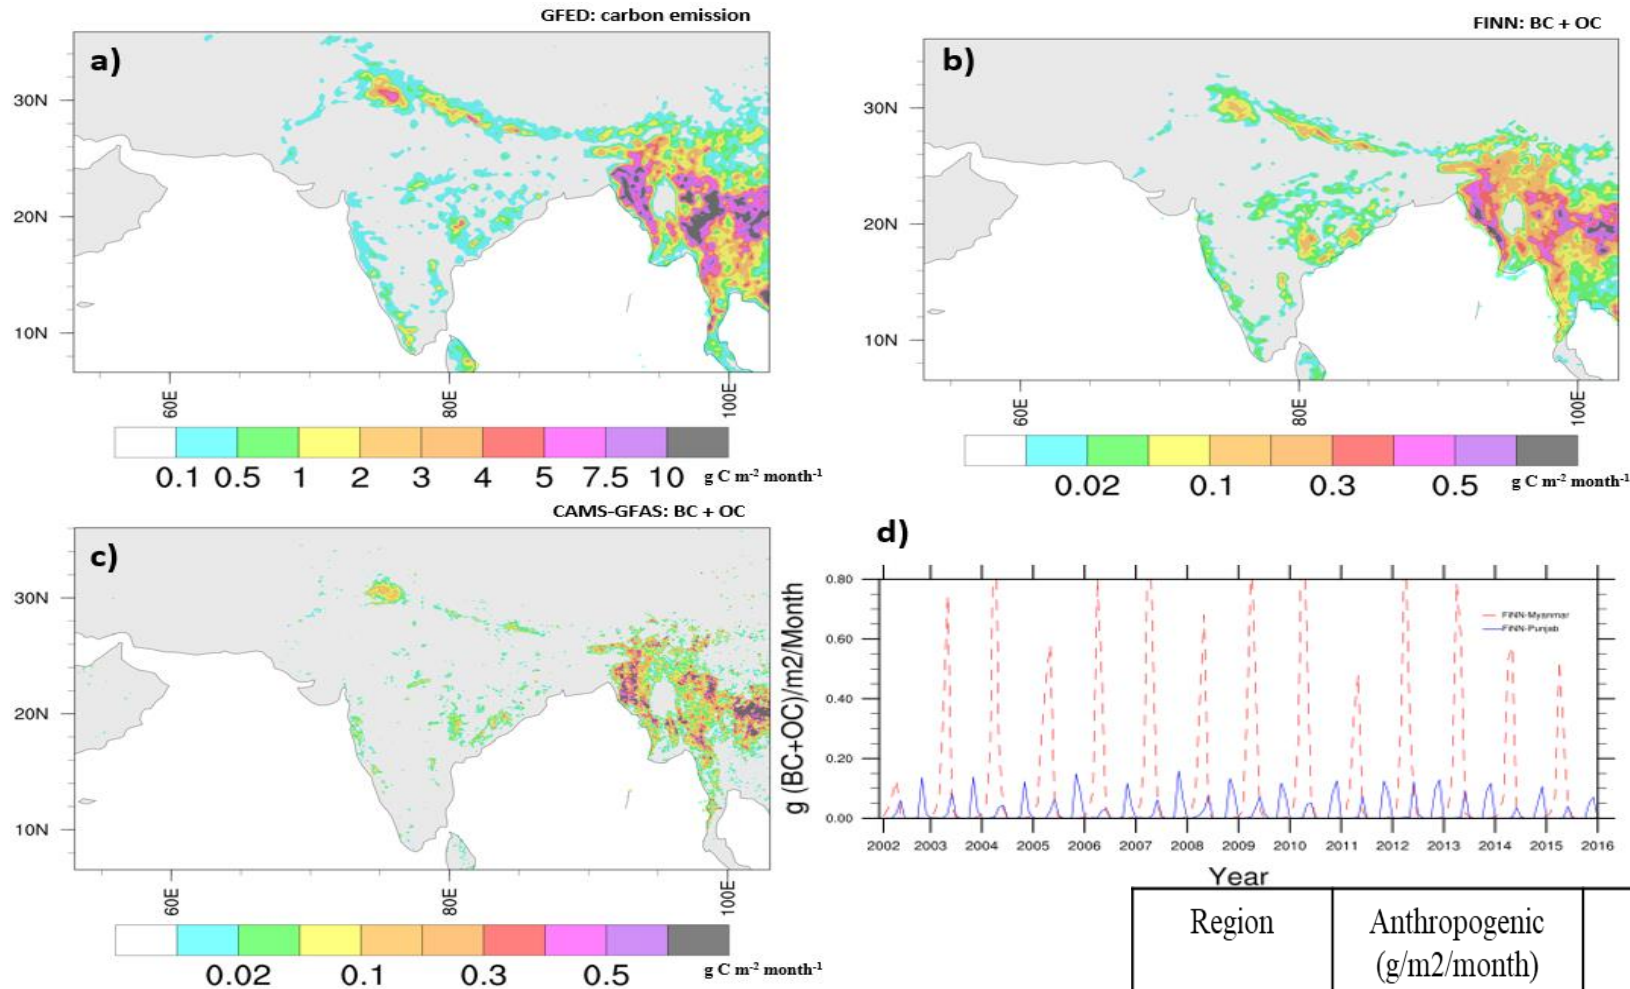 GFED: carbon emission
a)
30N
20N
10N
60E
80E
100E
0.1 0.5 1 2 3 4 5 7.5 10 g C m⁻² month⁻¹
FINN: BC + OC
b)
30N
20N
10N
60E
80E
100E
0.02 0.1 0.3 0.5 g C m⁻² month⁻¹
CAMS-GFAS: BC + OC
c)
30N
20N
10N
60E
80E
100E
0.02 0.1 0.3 0.5 g C m⁻² month⁻¹
d)
g (BC+OC)/m2/Month
0.80
0.60
0.40
0.20
0.00
FINN-Myanmar
FINN-Punjab
2002 2003 2004 2005 2006 2007 2008 2009 2010 2011 2012 2013 2014 2015 2016
Year
Region
Anthropogenic
(g/m2/month)